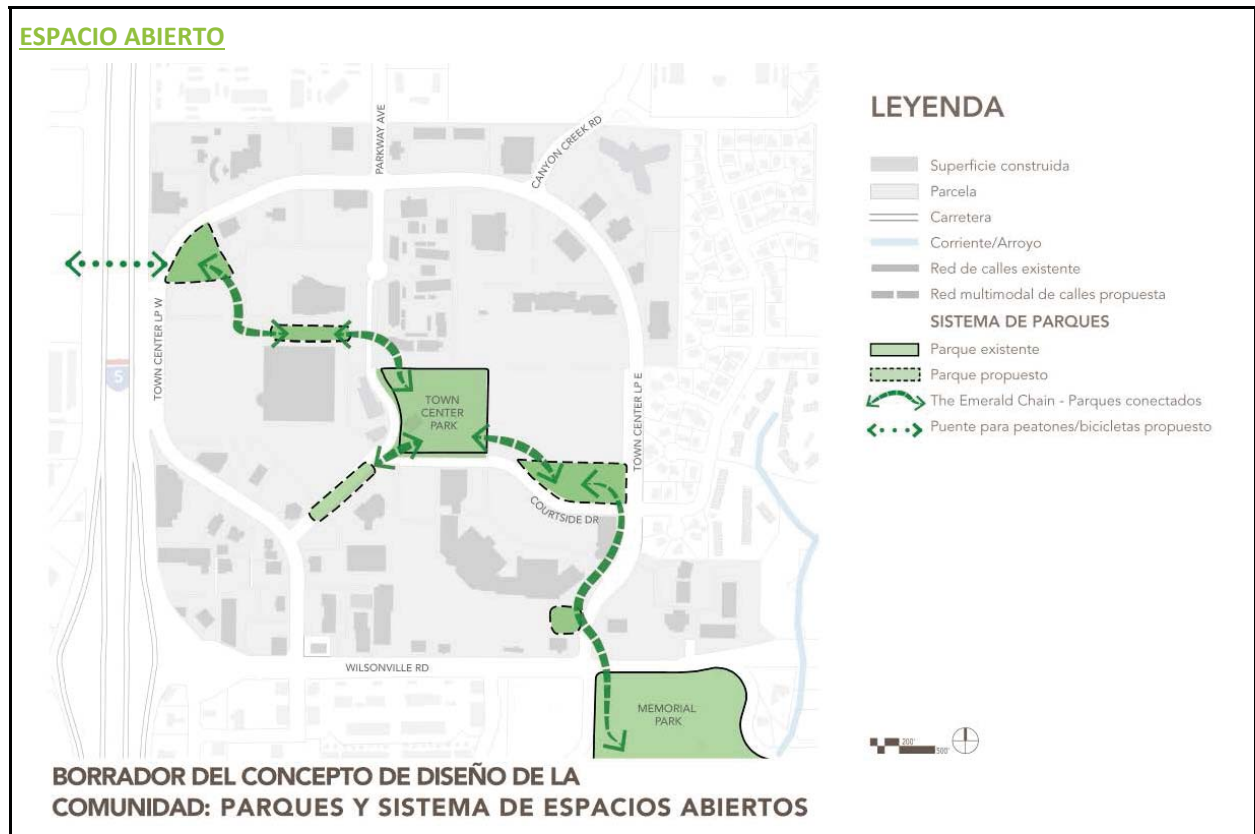 ESPACIO ABIERTO
PARKWAY AVE
CANYON CREEK RD
TOWN CENTER LP W
5
TOWN
CENTER
PARK
TOWN CENTER LP E
COURTSIDE DR
WILSONVILLE RD
MEMORIAL
PARK
LEYENDA
Superficie construida
Parcela
Carretera
Corriente/Arroyo
Red de calles existente
Red multimodal de calles propuesta
SISTEMA DE PARQUES
Parque existente
Parque propuesto
The Emerald Chain - Parques conectados
Puente para peatones/bicicletas propuesto
200'
500'
BORRADOR DEL CONCEPTO DE DISEÑO DE LA
COMUNIDAD: PARQUES Y SISTEMA DE ESPACIOS ABIERTOS